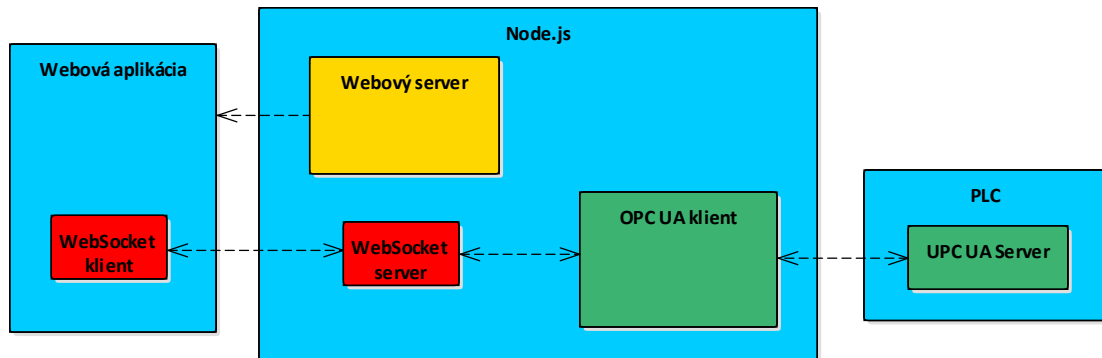 Node.js
Webová aplikácia
Webový server
PLC
OPC UA klient
WebSocket
klient
WebSocket
server
UPC UA Server